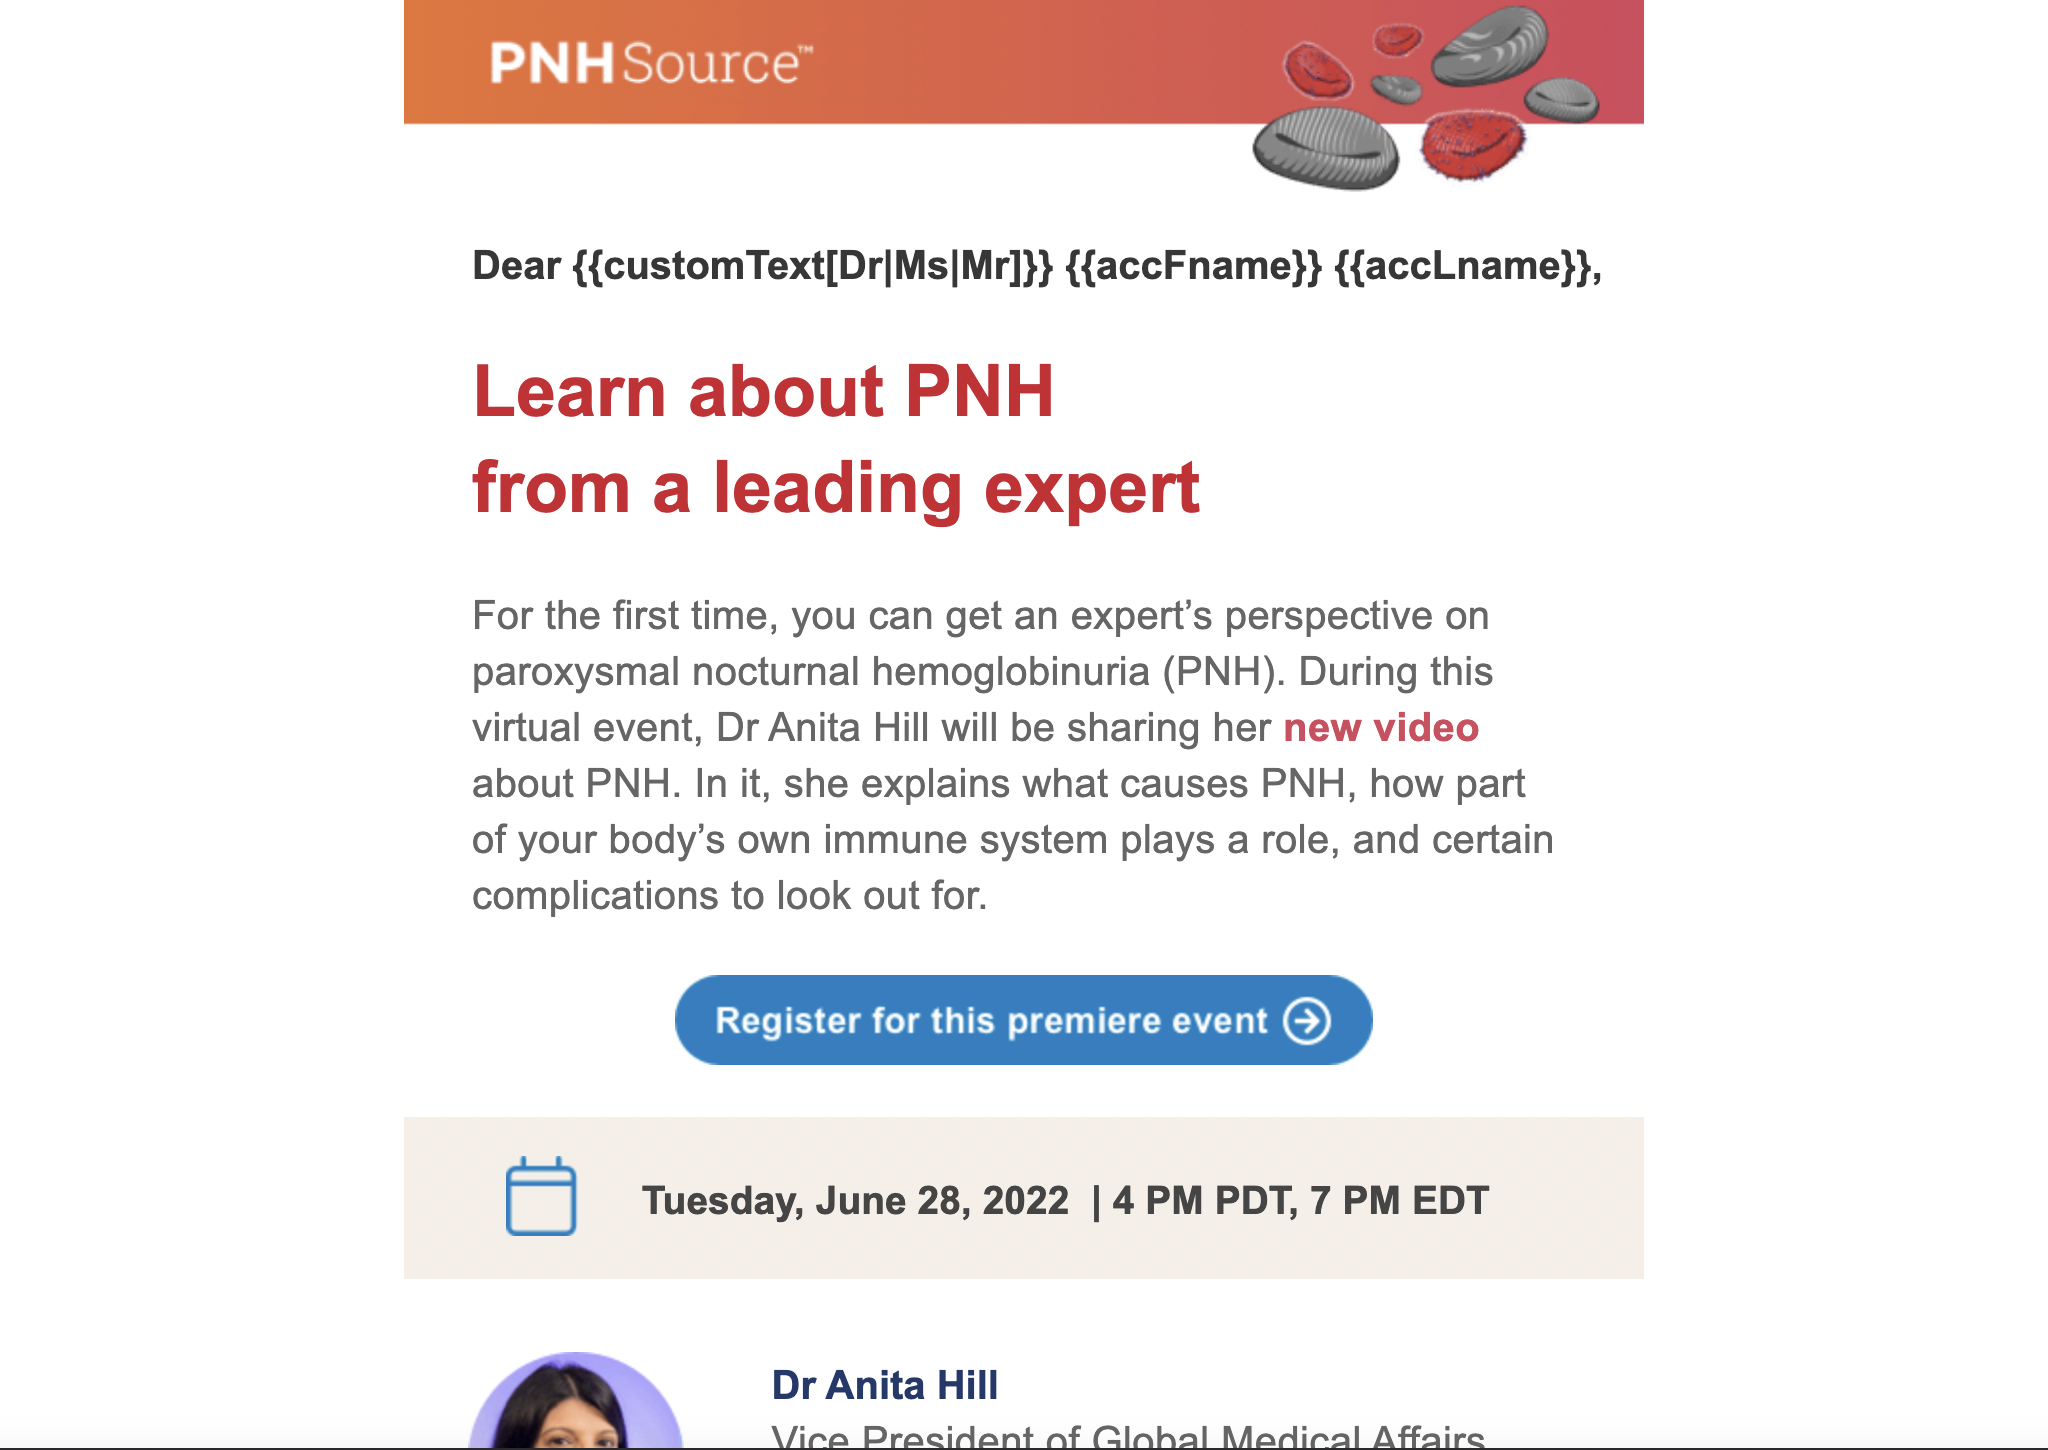 PNHSource™
Dear {{customText[Dr|Ms|Mr]}} {{accFname}} {{accLname}},
Learn about PNH
from a leading expert
For the first time, you can get an expert’s perspective on
paroxysmal nocturnal hemoglobinuria (PNH). During this
virtual event, Dr Anita Hill will be sharing her new video
about PNH. In it, she explains what causes PNH, how part
of your body’s own immune system plays a role, and certain
complications to look out for.
Register for this premiere event
Tuesday, June 28, 2022 | 4 PM PDT, 7 PM EDT
Dr Anita Hill
Vice President of Global Medical Affairs